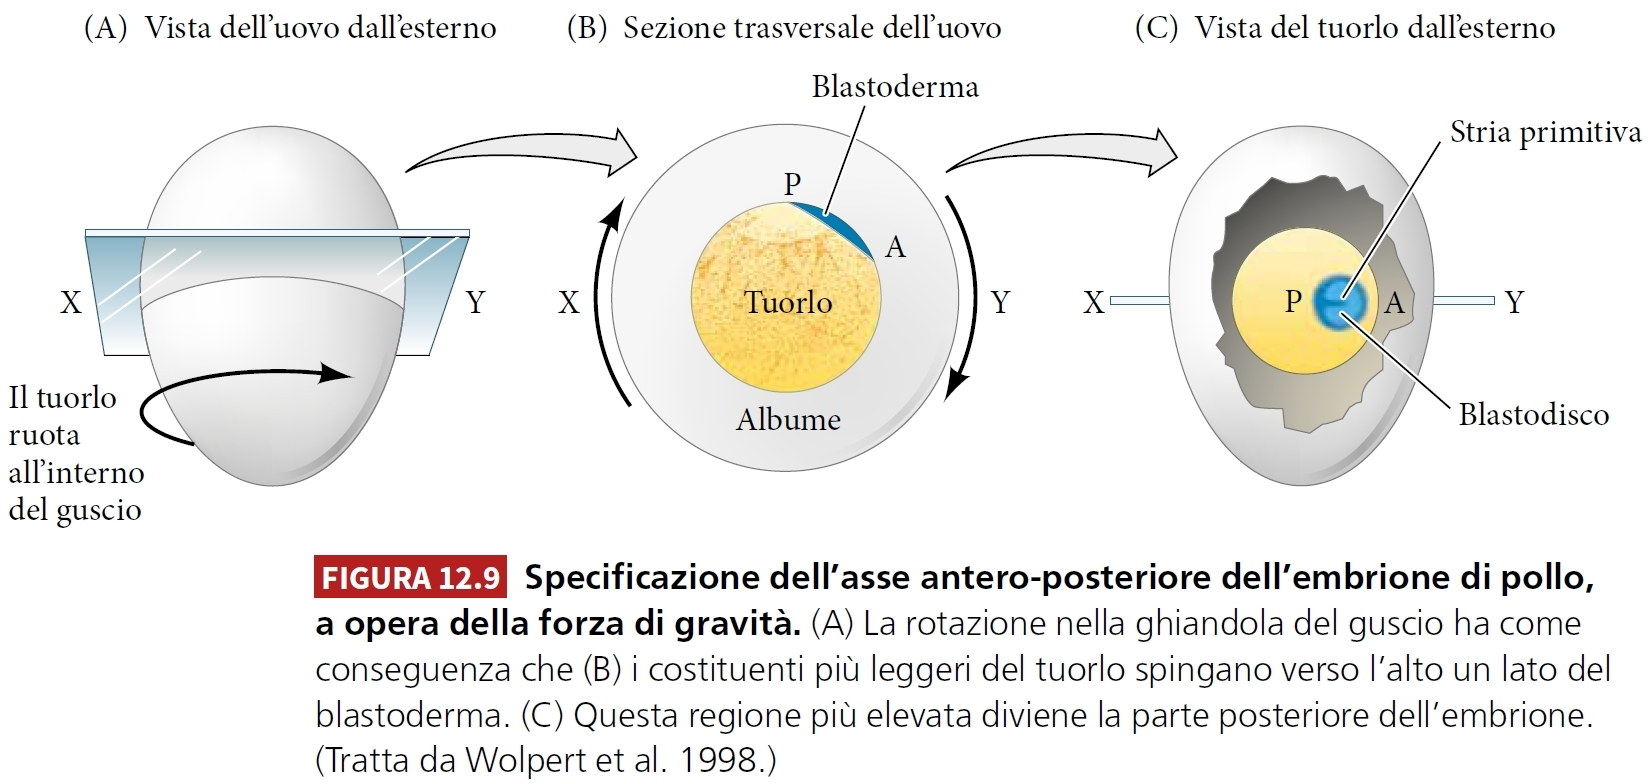 (A) Vista dell'uovo dall'esterno
(B) Sezione trasversale dell'uovo
(C) Vista del tuorlo dall'esterno
Blastoderma
Stria primitiva
P
A
X
Y
X
Tuorlo
Y
X
P
A
Y
Albume
Blastodisco
Il tuorlo
ruota
all'interno
del guscio
FIGURA 12.9 Specificazione dell'asse antero-posteriore dell'embrione di pollo,
a opera della forza di gravità. (A) La rotazione nella ghiandola del guscio ha come
conseguenza che (B) i costituenti più leggeri del tuorlo spingano verso l'alto un lato del
blastoderma. (C) Questa regione più elevata diviene la parte posteriore dell'embrione.
(Tratta da Wolpert et al. 1998.)